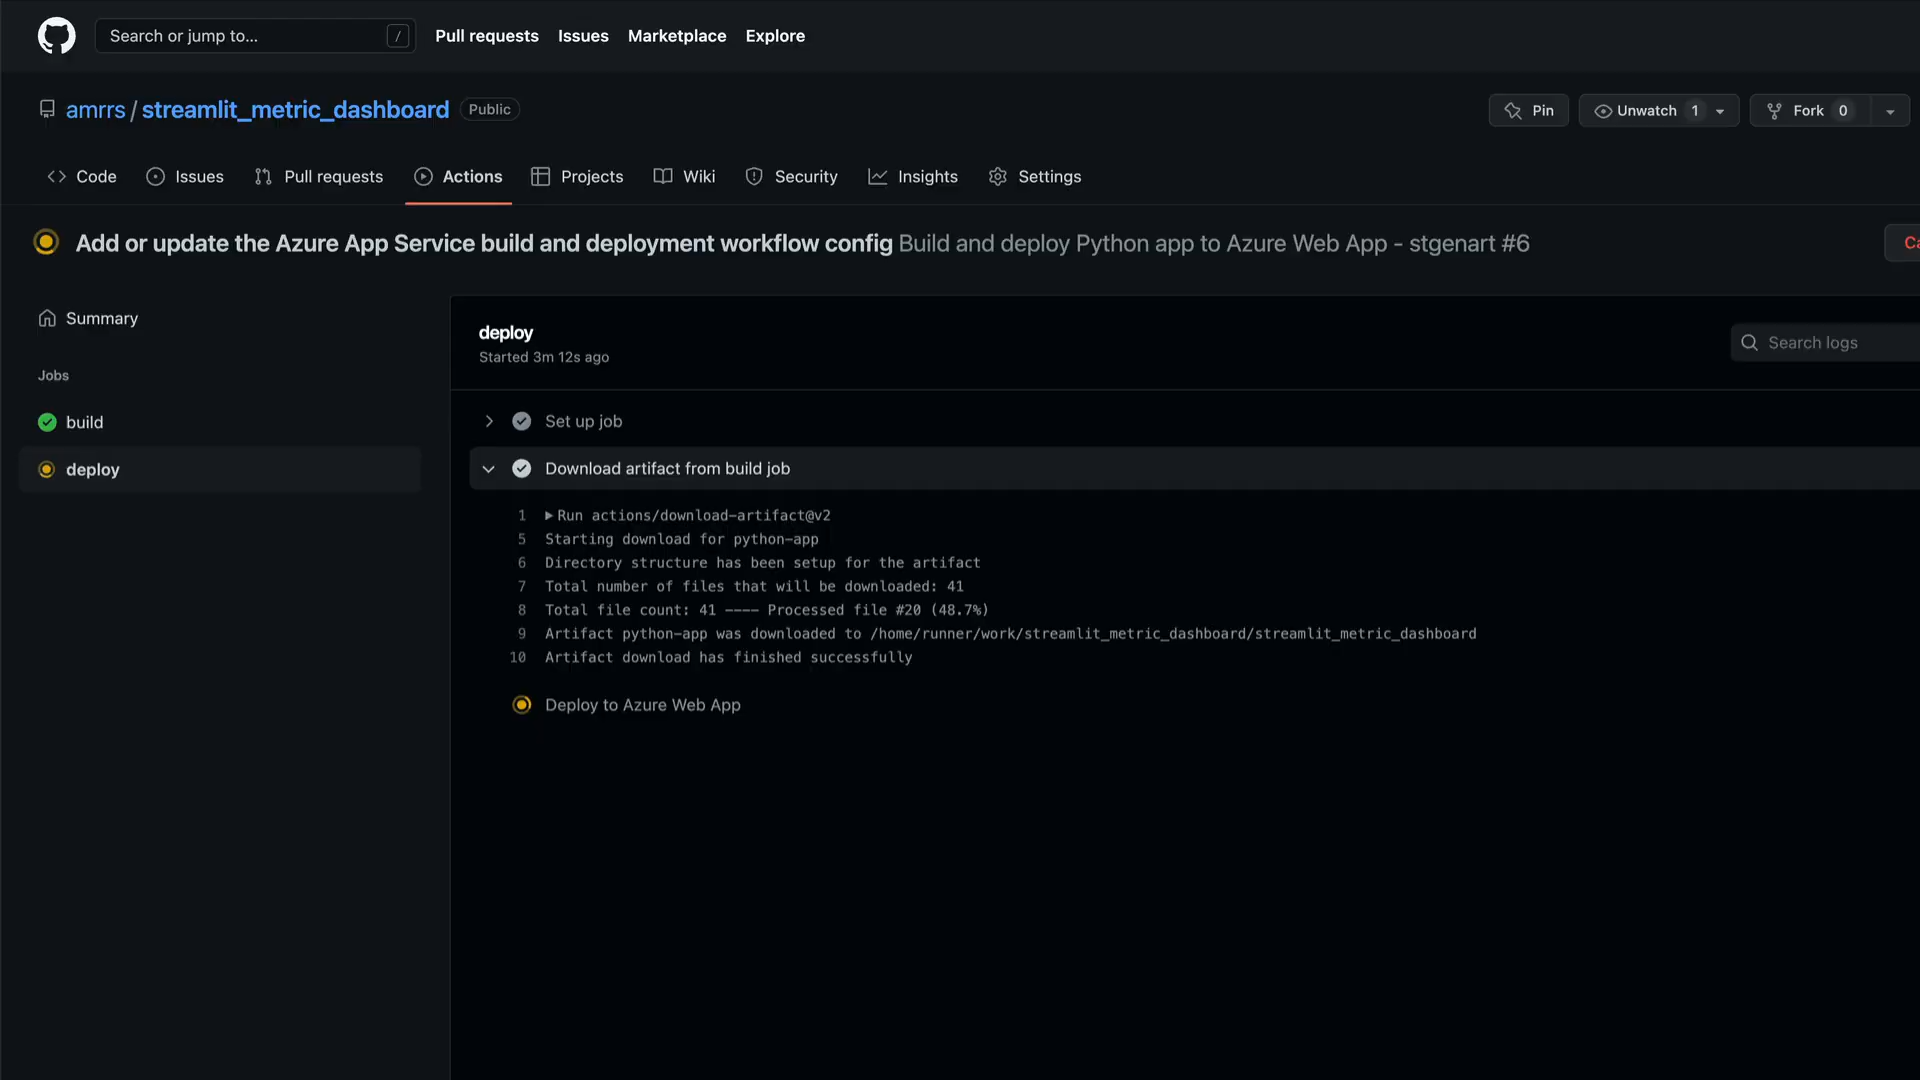 Search or jump to... / Pull requests Issues Marketplace Explore
amrrs / streamlit_metric_dashboard Public Pin Unwatch 1 Fork 0
Code Issues Pull requests Actions Projects Wiki Security Insights Settings
Add or update the Azure App Service build and deployment workflow config Build and deploy Python app to Azure Web App - stgenart #6 Ca
Summary
Jobs
build
deploy
deploy
Started 3m 12s ago
Search logs
Set up job
Download artifact from build job
1 Run actions/download-artifact@v2
5 Starting download for python-app
6 Directory structure has been setup for the artifact
7 Total number of files that will be downloaded: 41
8 Total file count: 41 ---- Processed file #20 (48.7%)
9 Artifact python-app was downloaded to /home/runner/work/streamlit_metric_dashboard/streamlit_metric_dashboard
10 Artifact download has finished successfully
Deploy to Azure Web App